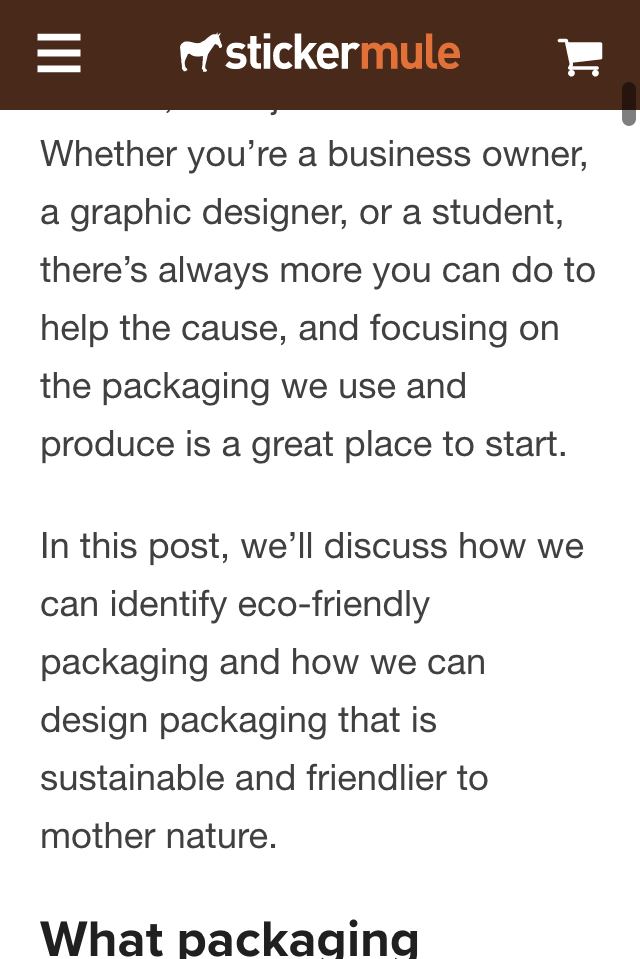 stickermule
Whether you’re a business owner,
a graphic designer, or a student,
there’s always more you can do to
help the cause, and focusing on
the packaging we use and
produce is a great place to start.
In this post, we’ll discuss how we
can identify eco-friendly
packaging and how we can
design packaging that is
sustainable and friendlier to
mother nature.
What packaging